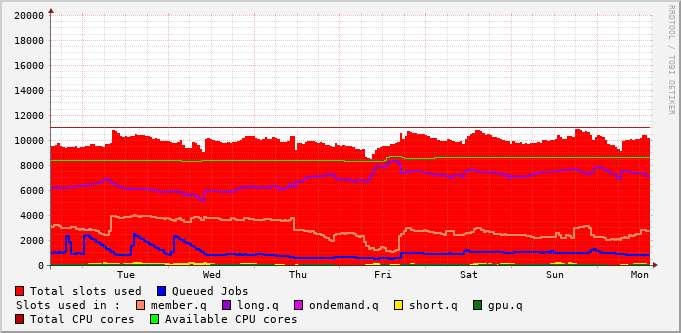 RRDTOOL / TOBI OETIKER
20000
18000
16000
14000
12000
10000
8000
6000
4000
2000
0
Tue Wed Thu Fri Sat Sun Mon
Total slots used Queued Jobs
Slots used in : member.q long.q ondemand.q short.q gpu.q
Total CPU cores Available CPU cores